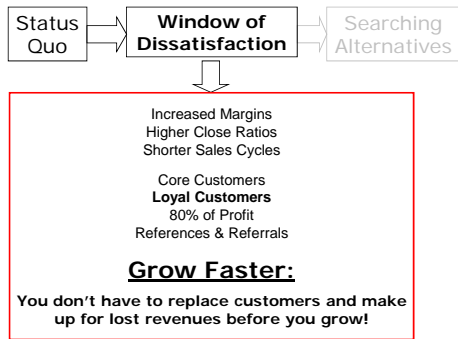 Status
Quo
Window of
Dissatisfaction
Searching
Alternatives
Increased Margins
Higher Close Ratios
Shorter Sales Cycles
Core Customers
Loyal Customers
80% of Profit
References & Referrals
Grow Faster:
You don't have to replace customers and make
up for lost revenues before you grow!